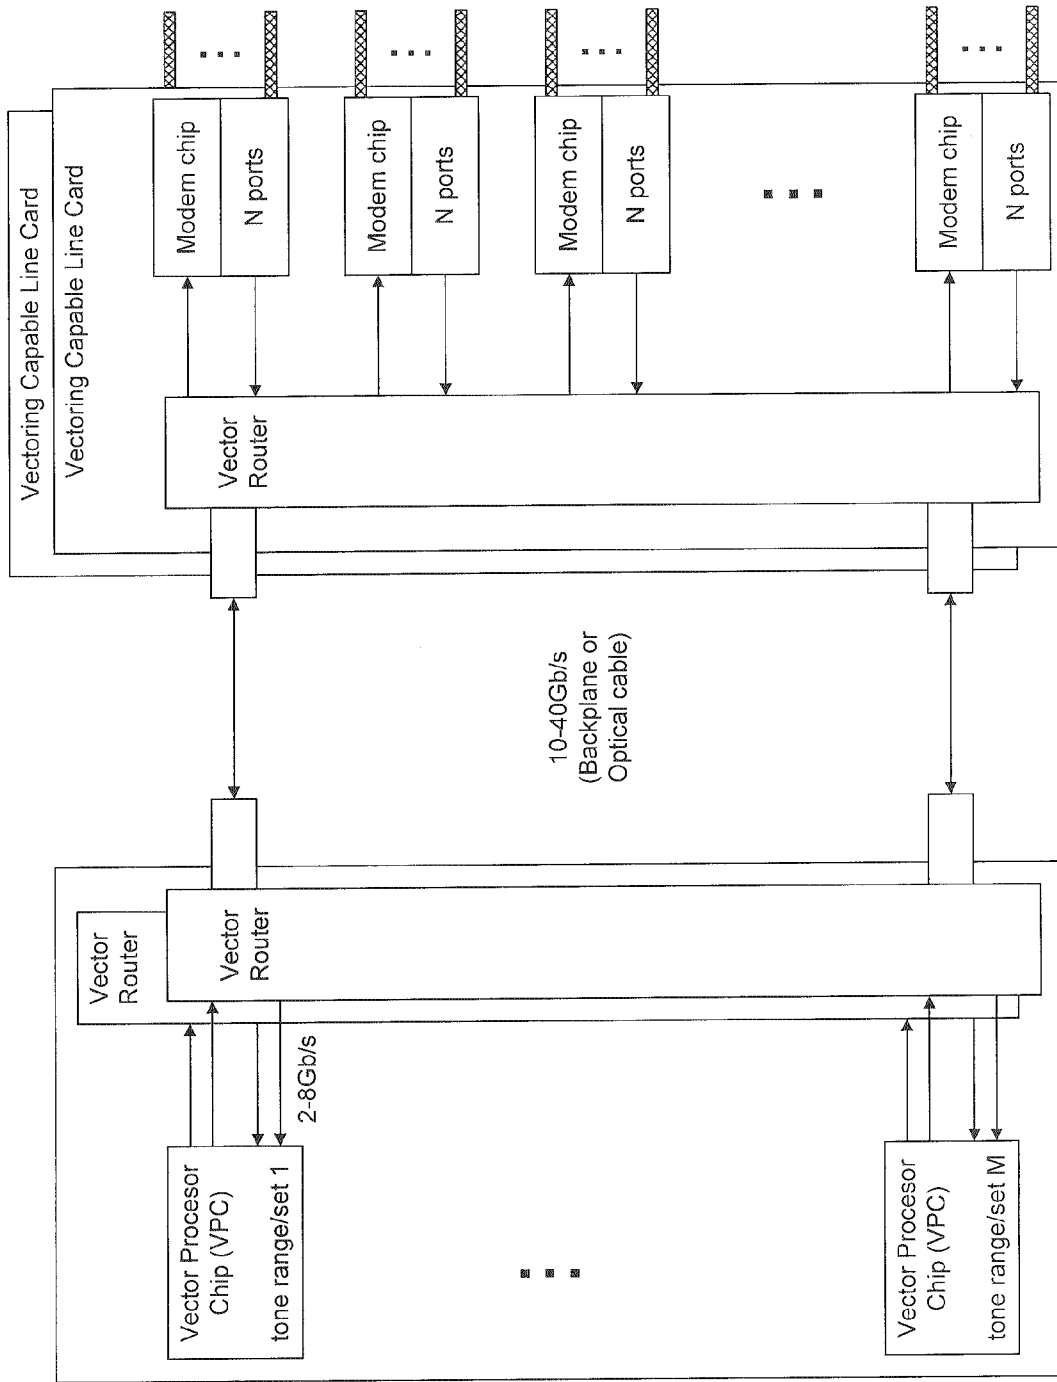 Vectoring Capable Line Card
Vectoring Capable Line Card
Modem chip
N ports
Modem chip
N ports
Modem chip
N ports
Modem chip
N ports
Vector
Router
10-40Gb/s
(Backplane or
Optical cable)
Vector
Router
Vector
Router
2-8Gb/s
Vector Procesor
Chip (VPC)
tone range/set 1
Vector Procesor
Chip (VPC)
tone range/set M